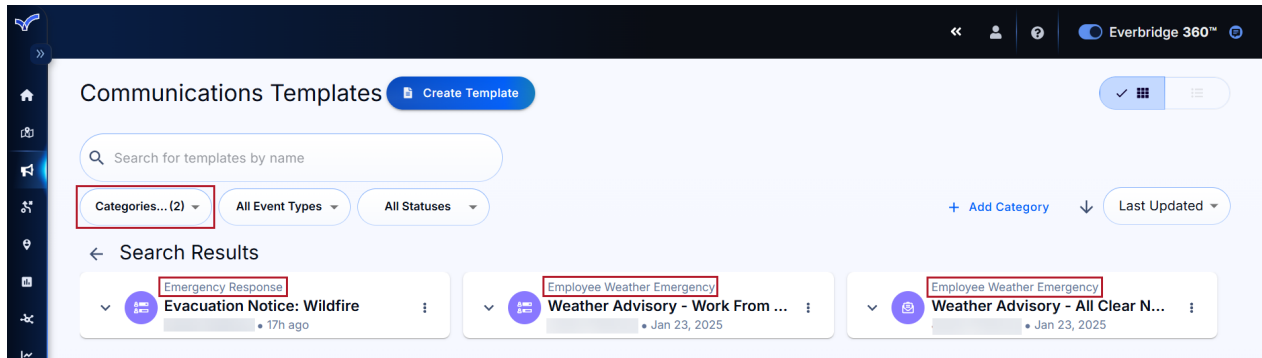 Everbridge 360™
Communications Templates
Create Template
Search for templates by name
Categories... (2)
All Event Types
All Statuses
+ Add Category
Last Updated
Search Results
Emergency Response
Evacuation Notice: Wildfire
• 17h ago
Employee Weather Emergency
Weather Advisory - Work From ...
• Jan 23, 2025
Employee Weather Emergency
Weather Advisory - All Clear N...
• Jan 23, 2025